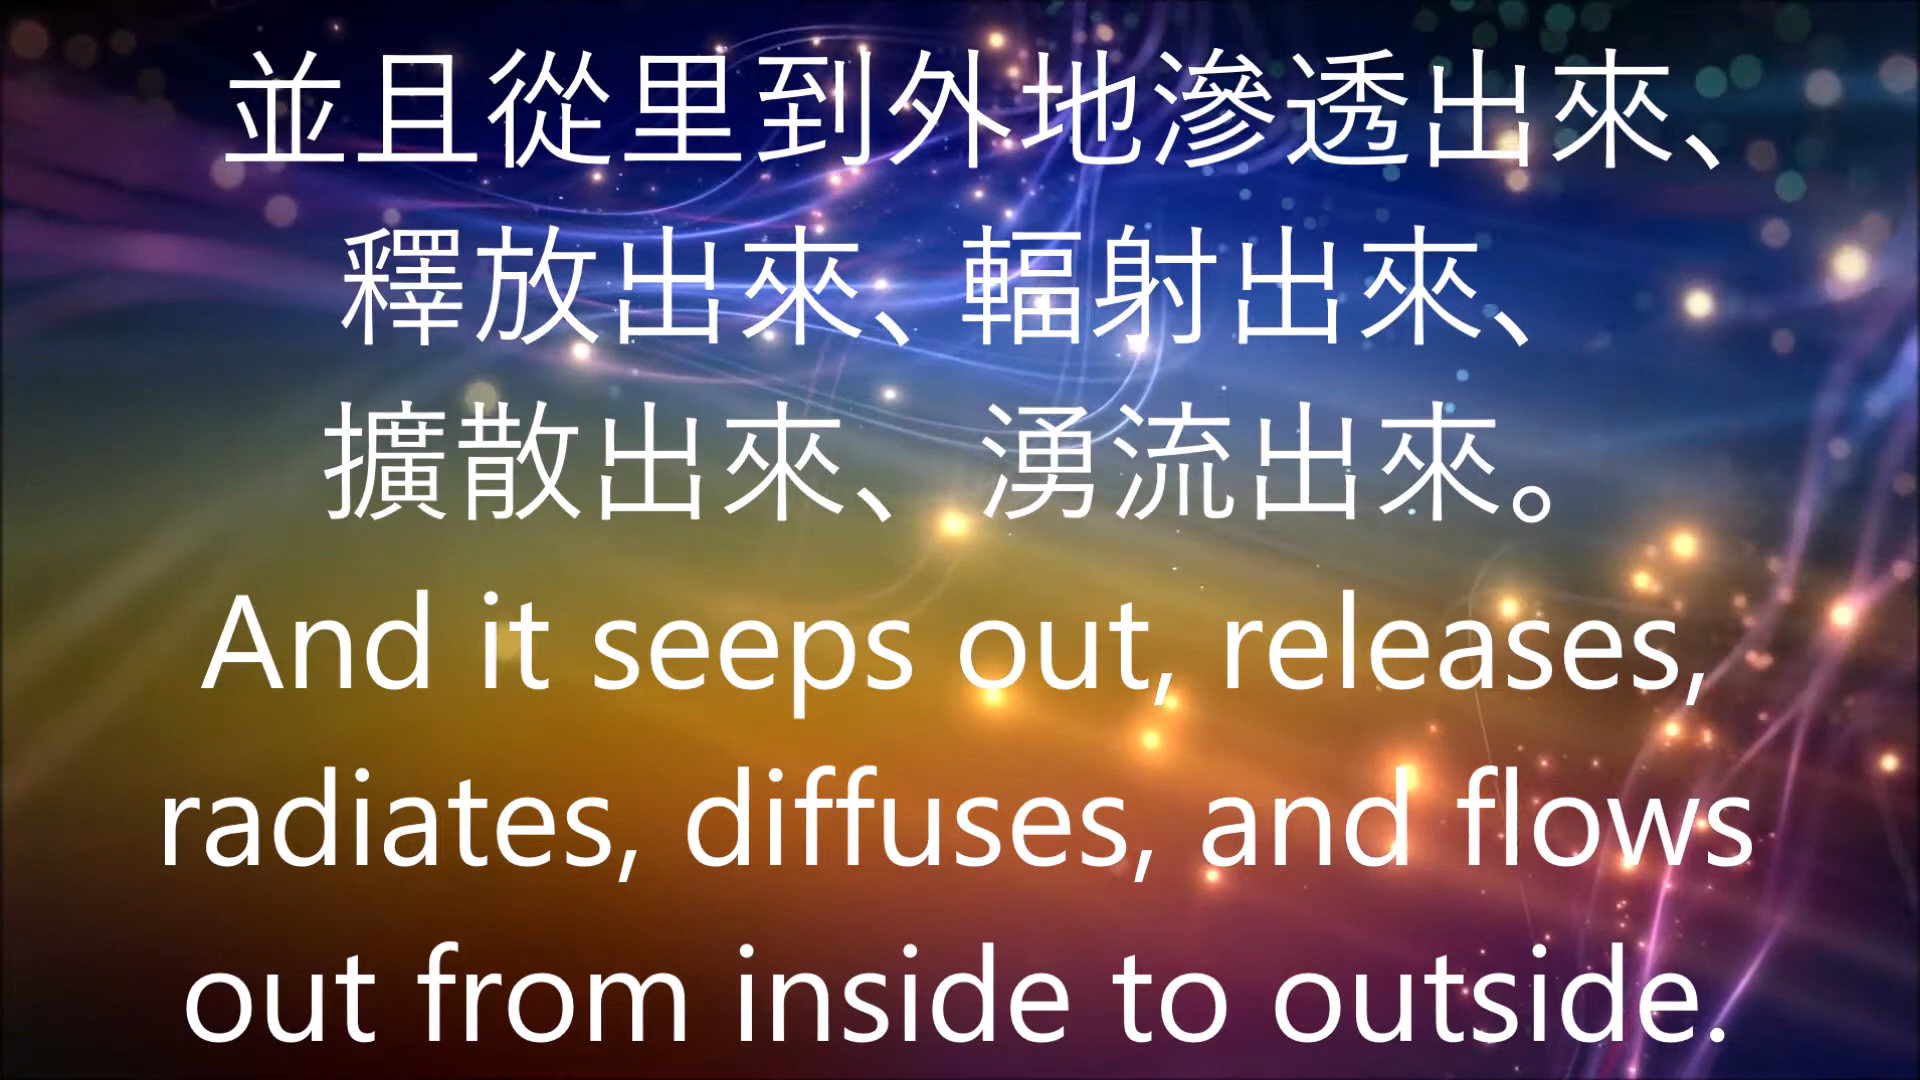 並且從里到外地滲透出來、
釋放出來、輻射出來、
擴散出來、湧流出來。
And it seeps out, releases,
radiates, diffuses, and flows
out from inside to outside.